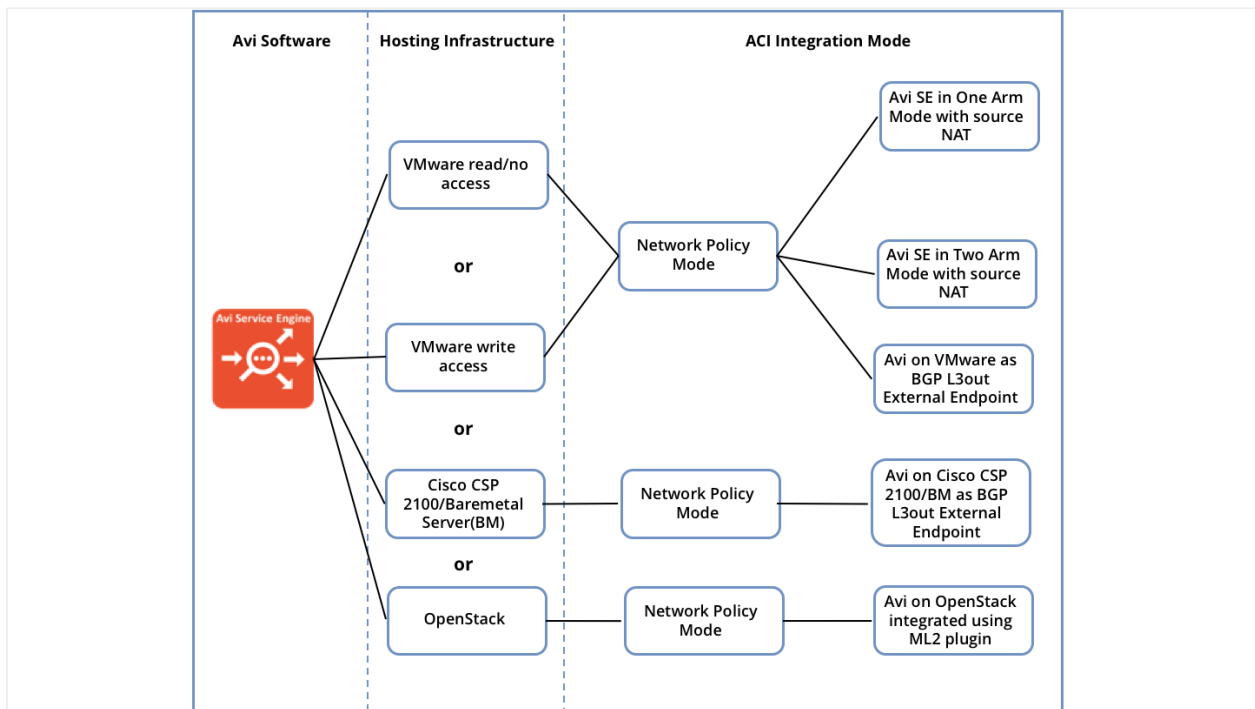 Avi Software
Hosting Infrastructure
ACI Integration Mode
Avi SE in One Arm
Mode with source
NAT
VMware read/no
access
Network Policy
Mode
or
Avi SE in Two Arm
Mode with source
NAT
Avi Service Engine
VMware write
access
Avi on VMware as
BGP L3out
External Endpoint
or
Cisco CSP
2100/Baremetal
Server(BM)
Network Policy
Mode
Avi on Cisco CSP
2100/BM as BGP
L3out External
Endpoint
or
OpenStack
Network Policy
Mode
Avi on OpenStack
integrated using
ML2 plugin